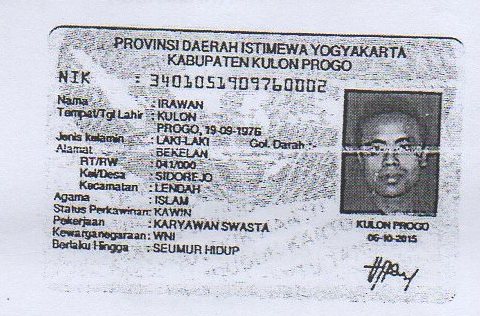 PROVINSI DAERAH ISTIMEWA YOGYAKARTA
KABUPATEN KULON PROGO
NIK : 3401051909760002
Nama : IRAWAN
Tempat/Tgl Lahir : KULON
PROGO, 19-09-1976
Jenis kelamin : LAKI-LAKI Gol. Darah :-
Alamat : BEKELAN
RT/RW : 041/000
Kel/Desa : SIDOREJO
Kecamatan : LENDAH
Agama : ISLAM
Status Perkawinan: KAWIN
Pekerjaan : KARYAWAN SWASTA
Kewarganegaraan: WNI
Berlaku Hingga : SEUMUR HIDUP
KULON PROGO
06-10-2015